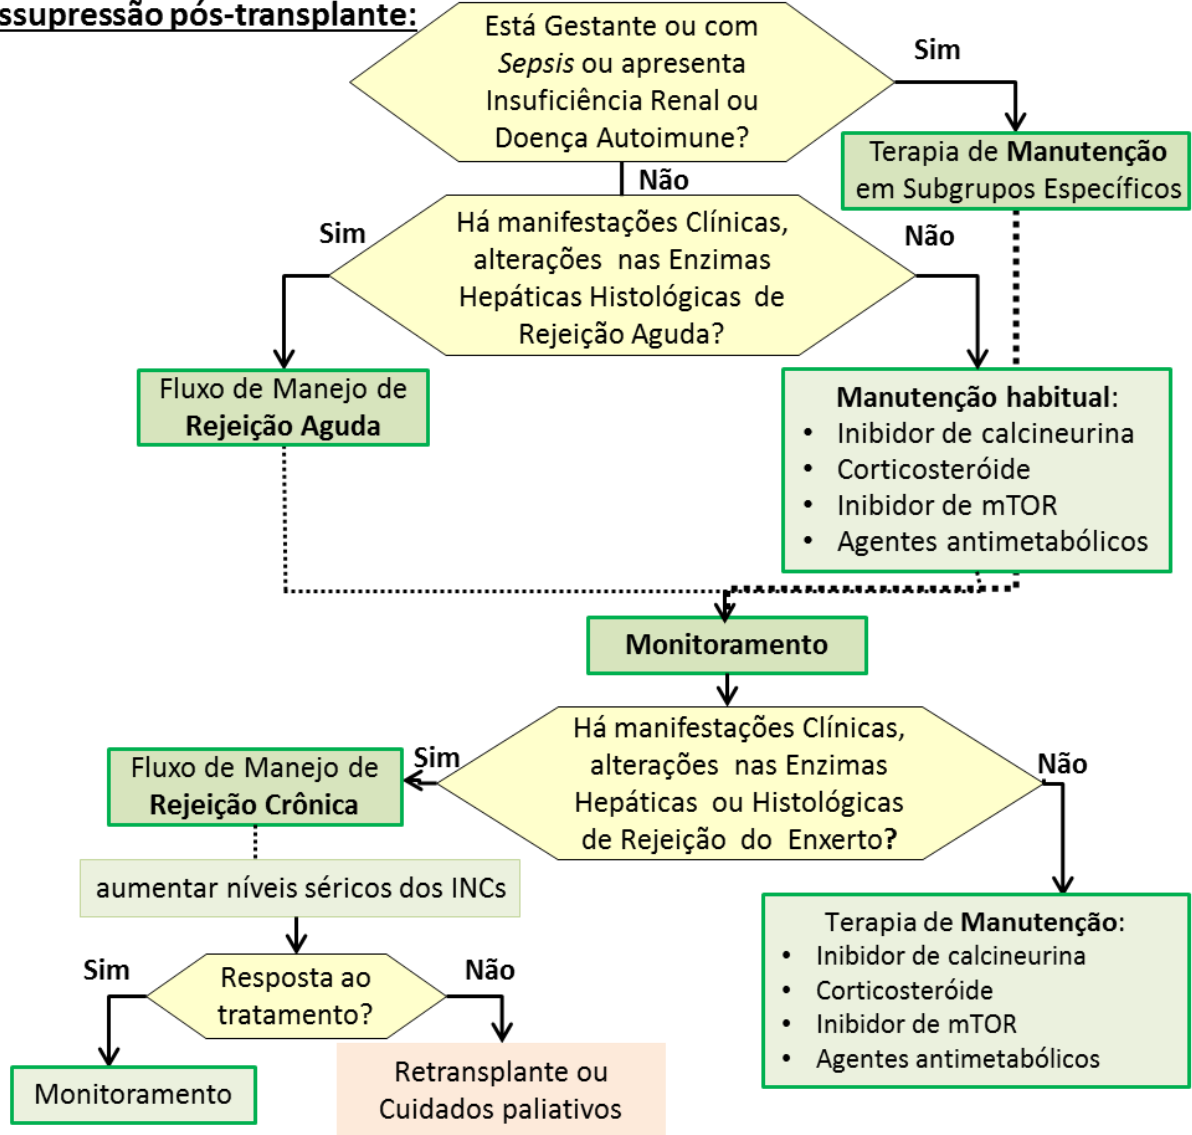 ssupressão pós-transplante:
Está Gestante ou com
Sepsis ou apresenta
Insuficiência Renal ou
Doença Autoimune?
Sim
Terapia de Manutenção
em Subgrupos Específicos
Não
Há manifestações Clínicas,
alterações nas Enzimas
Hepáticas Histológicas de
Rejeição Aguda?
Sim
Não
Fluxo de Manejo de
Rejeição Aguda
Manutenção habitual:
• Inibidor de calcineurina
• Corticosteróide
• Inibidor de mTOR
• Agentes antimetabólicos
Monitoramento
Há manifestações Clínicas,
alterações nas Enzimas
Hepáticas ou Histológicas
de Rejeição do Enxerto?
Sim
Não
Fluxo de Manejo de
Rejeição Crônica
aumentar níveis séricos dos INCs
Resposta ao
tratamento?
Sim
Não
Monitoramento
Retransplante ou
Cuidados paliativos
Terapia de Manutenção:
• Inibidor de calcineurina
• Corticosteróide
• Inibidor de mTOR
• Agentes antimetabólicos